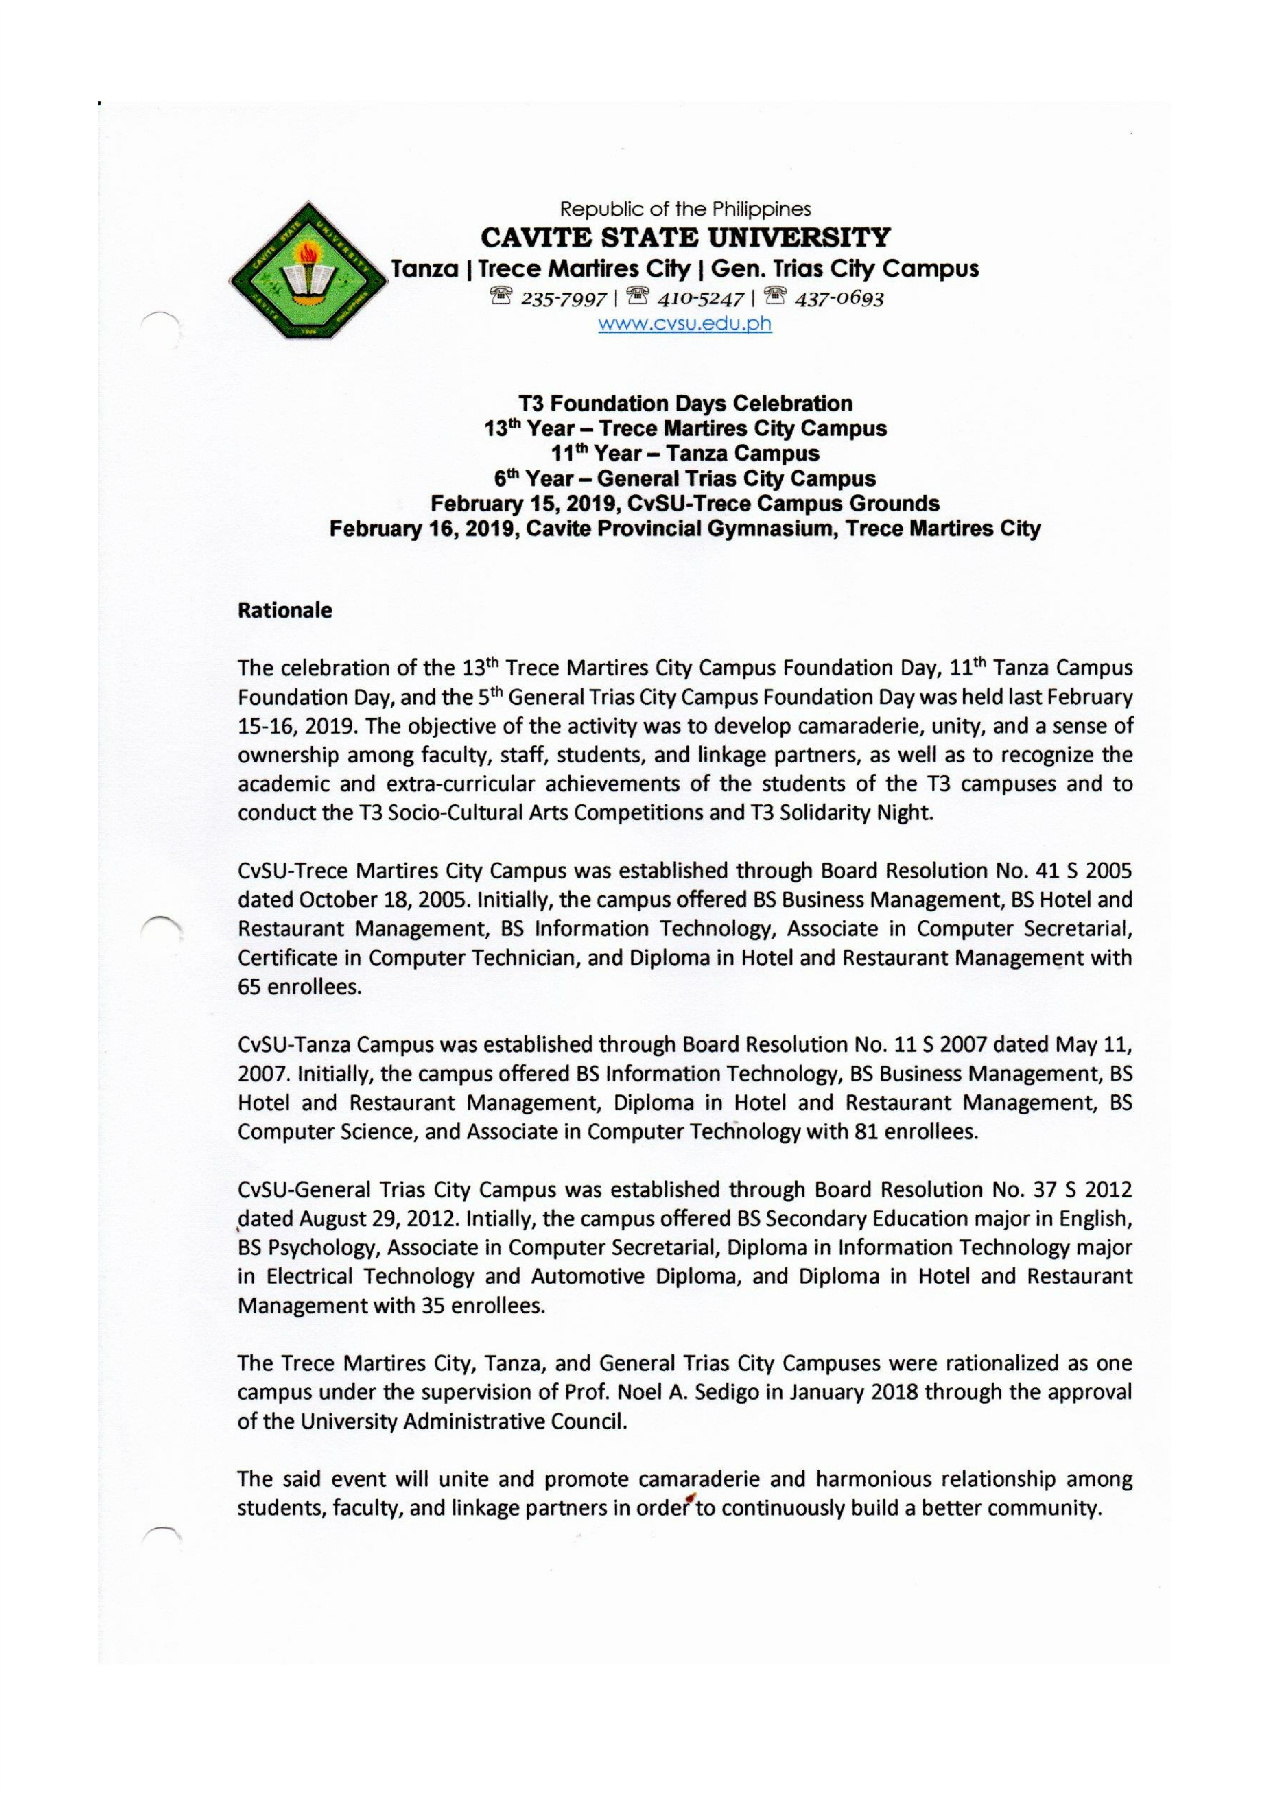 Republic of the Philippines
CAVITE STATE UNIVERSITY
Tanza | Trece Martires City | Gen. Trias City Campus
☏ 235-7997 | ☏ 410-5247 | ☏ 437-0693
www.cvsu.edu.ph
CAVITE STATE UNIVERSITY
CAVITE PHILIPPINES
1906
T3 Foundation Days Celebration
13th Year – Trece Martires City Campus
11th Year – Tanza Campus
6th Year – General Trias City Campus
February 15, 2019, CvSU-Trece Campus Grounds
February 16, 2019, Cavite Provincial Gymnasium, Trece Martires City
Rationale
The celebration of the 13th Trece Martires City Campus Foundation Day, 11th Tanza Campus
Foundation Day, and the 5th General Trias City Campus Foundation Day was held last February
15-16, 2019. The objective of the activity was to develop camaraderie, unity, and a sense of
ownership among faculty, staff, students, and linkage partners, as well as to recognize the
academic and extra-curricular achievements of the students of the T3 campuses and to
conduct the T3 Socio-Cultural Arts Competitions and T3 Solidarity Night.
CvSU-Trece Martires City Campus was established through Board Resolution No. 41 S 2005
dated October 18, 2005. Initially, the campus offered BS Business Management, BS Hotel and
Restaurant Management, BS Information Technology, Associate in Computer Secretarial,
Certificate in Computer Technician, and Diploma in Hotel and Restaurant Management with
65 enrollees.
CvSU-Tanza Campus was established through Board Resolution No. 11 S 2007 dated May 11,
2007. Initially, the campus offered BS Information Technology, BS Business Management, BS
Hotel and Restaurant Management, Diploma in Hotel and Restaurant Management, BS
Computer Science, and Associate in Computer Technology with 81 enrollees.
CvSU-General Trias City Campus was established through Board Resolution No. 37 S 2012
dated August 29, 2012. Intially, the campus offered BS Secondary Education major in English,
BS Psychology, Associate in Computer Secretarial, Diploma in Information Technology major
in Electrical Technology and Automotive Diploma, and Diploma in Hotel and Restaurant
Management with 35 enrollees.
The Trece Martires City, Tanza, and General Trias City Campuses were rationalized as one
campus under the supervision of Prof. Noel A. Sedigo in January 2018 through the approval
of the University Administrative Council.
The said event will unite and promote camaraderie and harmonious relationship among
students, faculty, and linkage partners in order to continuously build a better community.